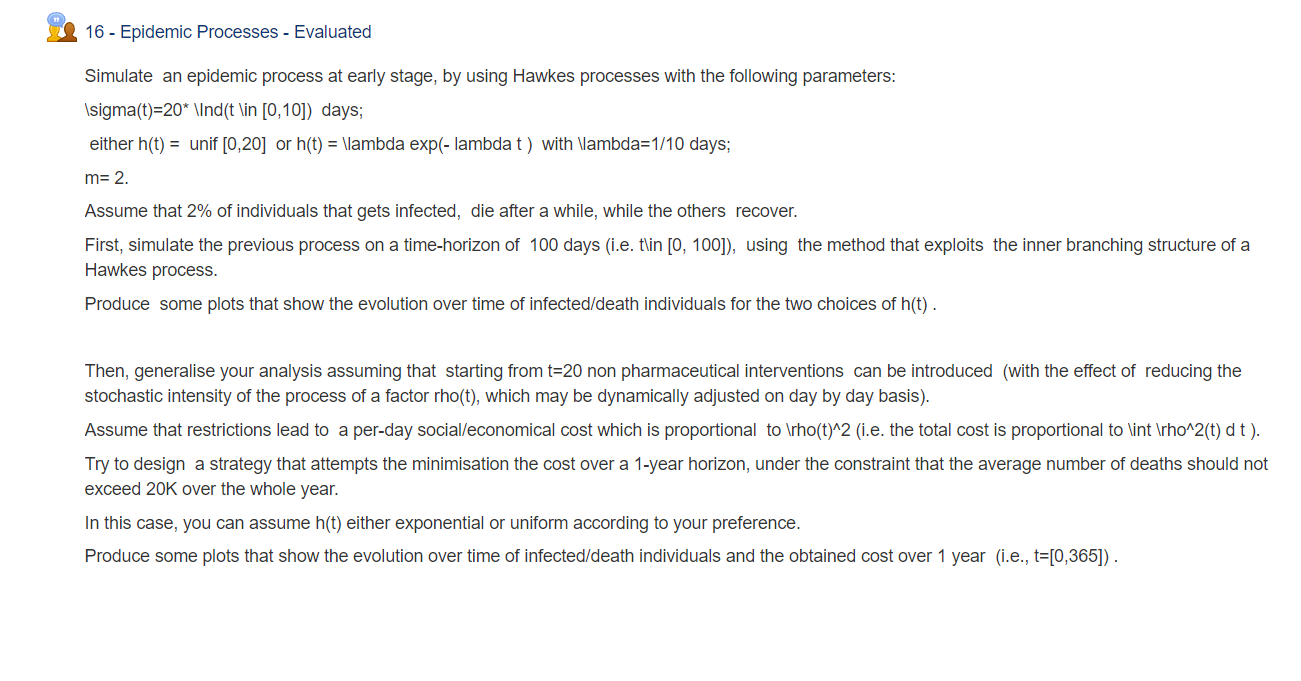 16 - Epidemic Processes - Evaluated
Simulate an epidemic process at early stage, by using Hawkes processes with the following parameters:
\sigma(t)=20* \Ind(t \in [0,10]) days;
either h(t) = unif [0,20] or h(t) = \lambda exp(- lambda t ) with \lambda=1/10 days;
m= 2.
Assume that 2% of individuals that gets infected, die after a while, while the others recover.
First, simulate the previous process on a time-horizon of 100 days (i.e. t\in [0, 100]), using the method that exploits the inner branching structure of a
Hawkes process.
Produce some plots that show the evolution over time of infected/death individuals for the two choices of h(t) .
Then, generalise your analysis assuming that starting from t=20 non pharmaceutical interventions can be introduced (with the effect of reducing the
stochastic intensity of the process of a factor rho(t), which may be dynamically adjusted on day by day basis).
Assume that restrictions lead to a per-day social/economical cost which is proportional to \rho(t)^2 (i.e. the total cost is proportional to \int \rho^2(t) d t ).
Try to design a strategy that attempts the minimisation the cost over a 1-year horizon, under the constraint that the average number of deaths should not
exceed 20K over the whole year.
In this case, you can assume h(t) either exponential or uniform according to your preference.
Produce some plots that show the evolution over time of infected/death individuals and the obtained cost over 1 year (i.e., t=[0,365]) .